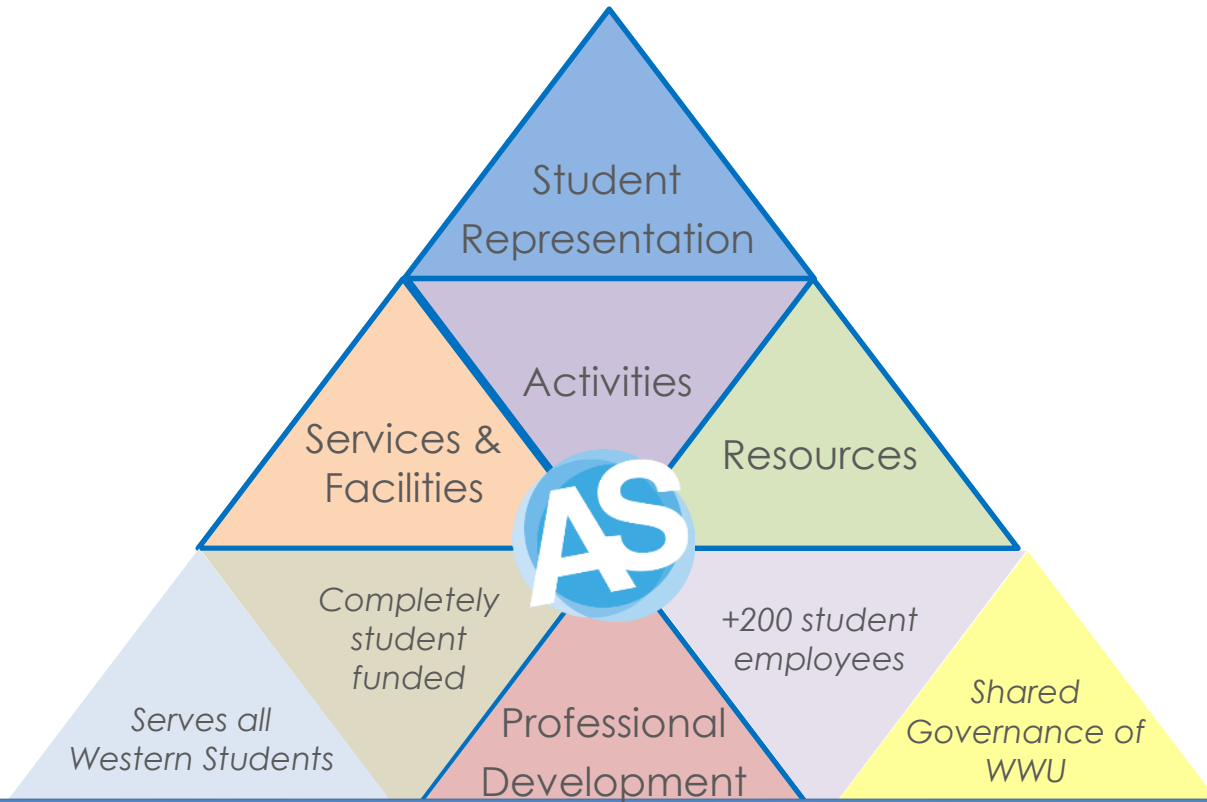 Student
Representation
Activities
Services &
Facilities
Resources
AS
Completely
student
funded
+200 student
employees
Serves all
Western Students
Professional
Development
Shared
Governance of
WWU